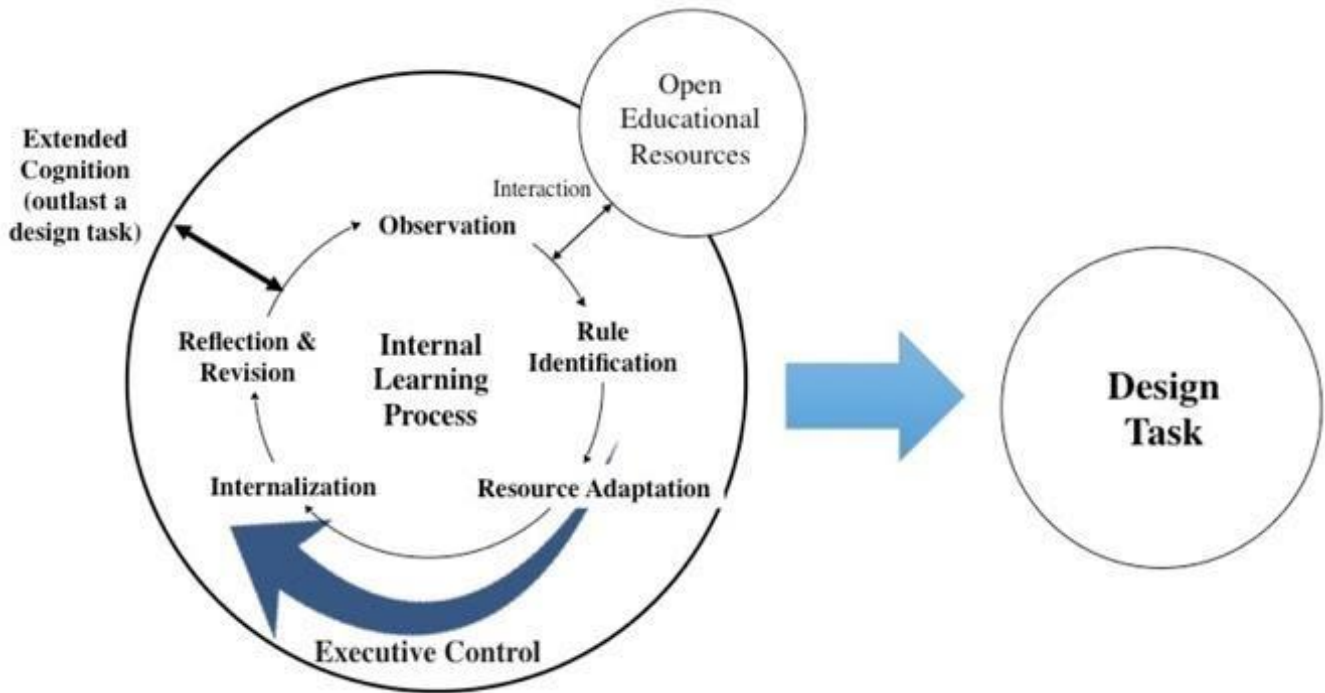 Open
Educational
Resources
Extended
Cognition
(outlast a
design task)
Interaction
Observation
Reflection &
Revision
Internal
Learning
Process
Rule
Identification
Design
Task
Internalization
Resource Adaptation
Executive Control